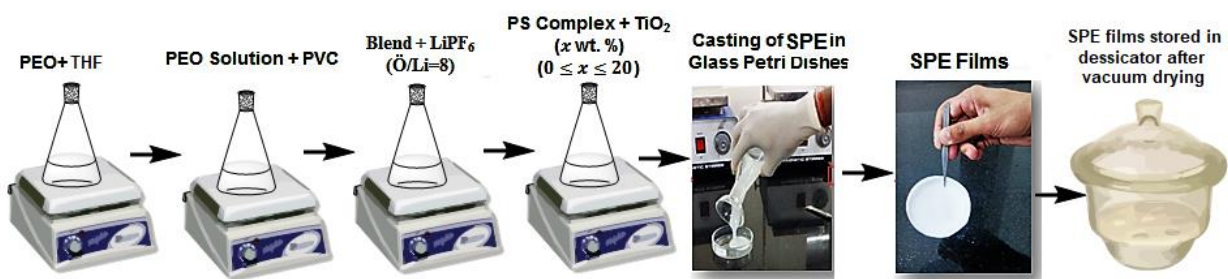 PEO+THF
PEO Solution + PVC
Blend + LiPF₆
(Ö/Li=8)
PS Complex + TiO₂
(x wt. %)
(0 ≤ x ≤ 20)
Casting of SPE in
Glass Petri Dishes
SPE Films
SPE films stored in
dessicator after
vacuum drying